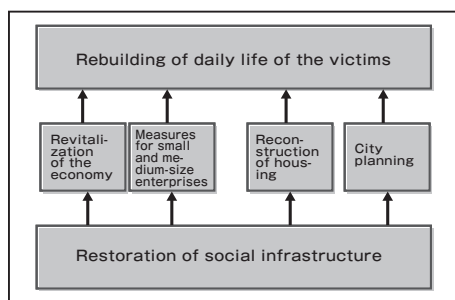 Rebuilding of daily life of the victims
Revitali-
zation
of the
economy
Measures
for small
and me-
dium-size
enterprises
Recon-
struction
of hous-
ing
City
planning
Restoration of social infrastructure